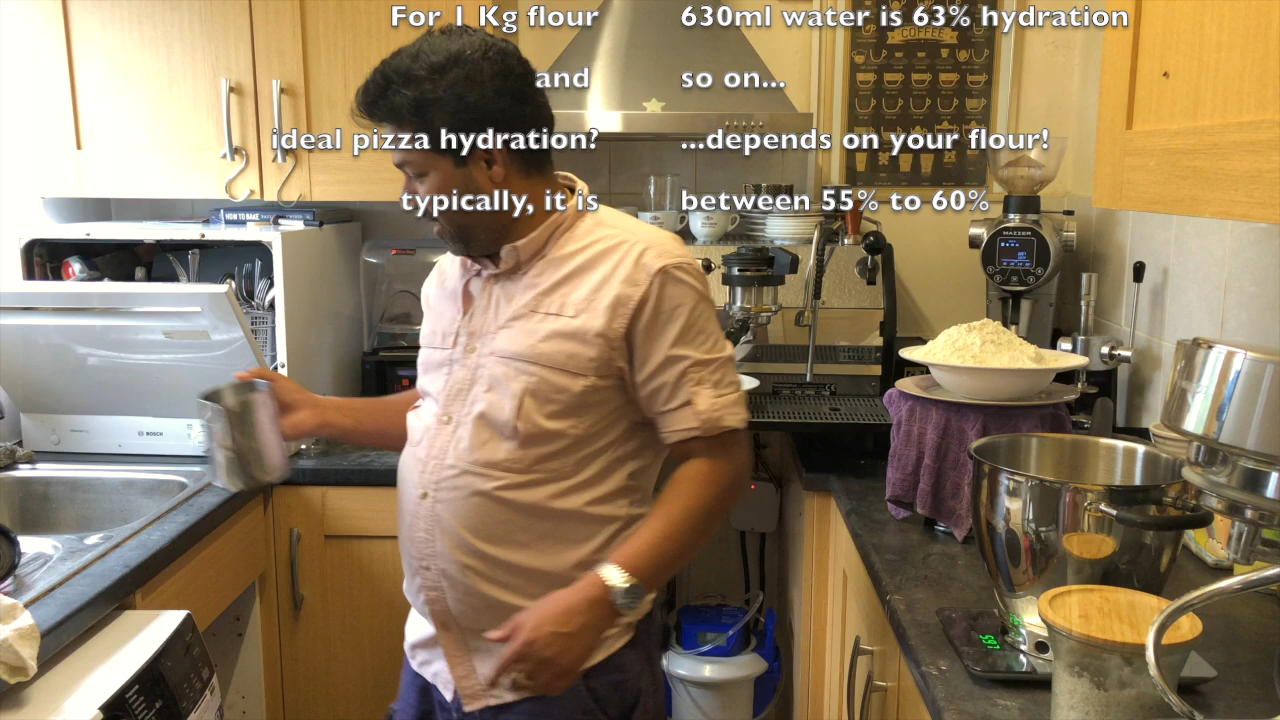 For 1 Kg flour 630ml water is 63% hydration
and so on...
ideal pizza hydration? ...depends on your flour!
typically, it is between 55% to 60%
COFFEE
HOW TO BAKE
MAZZER
BOSCH